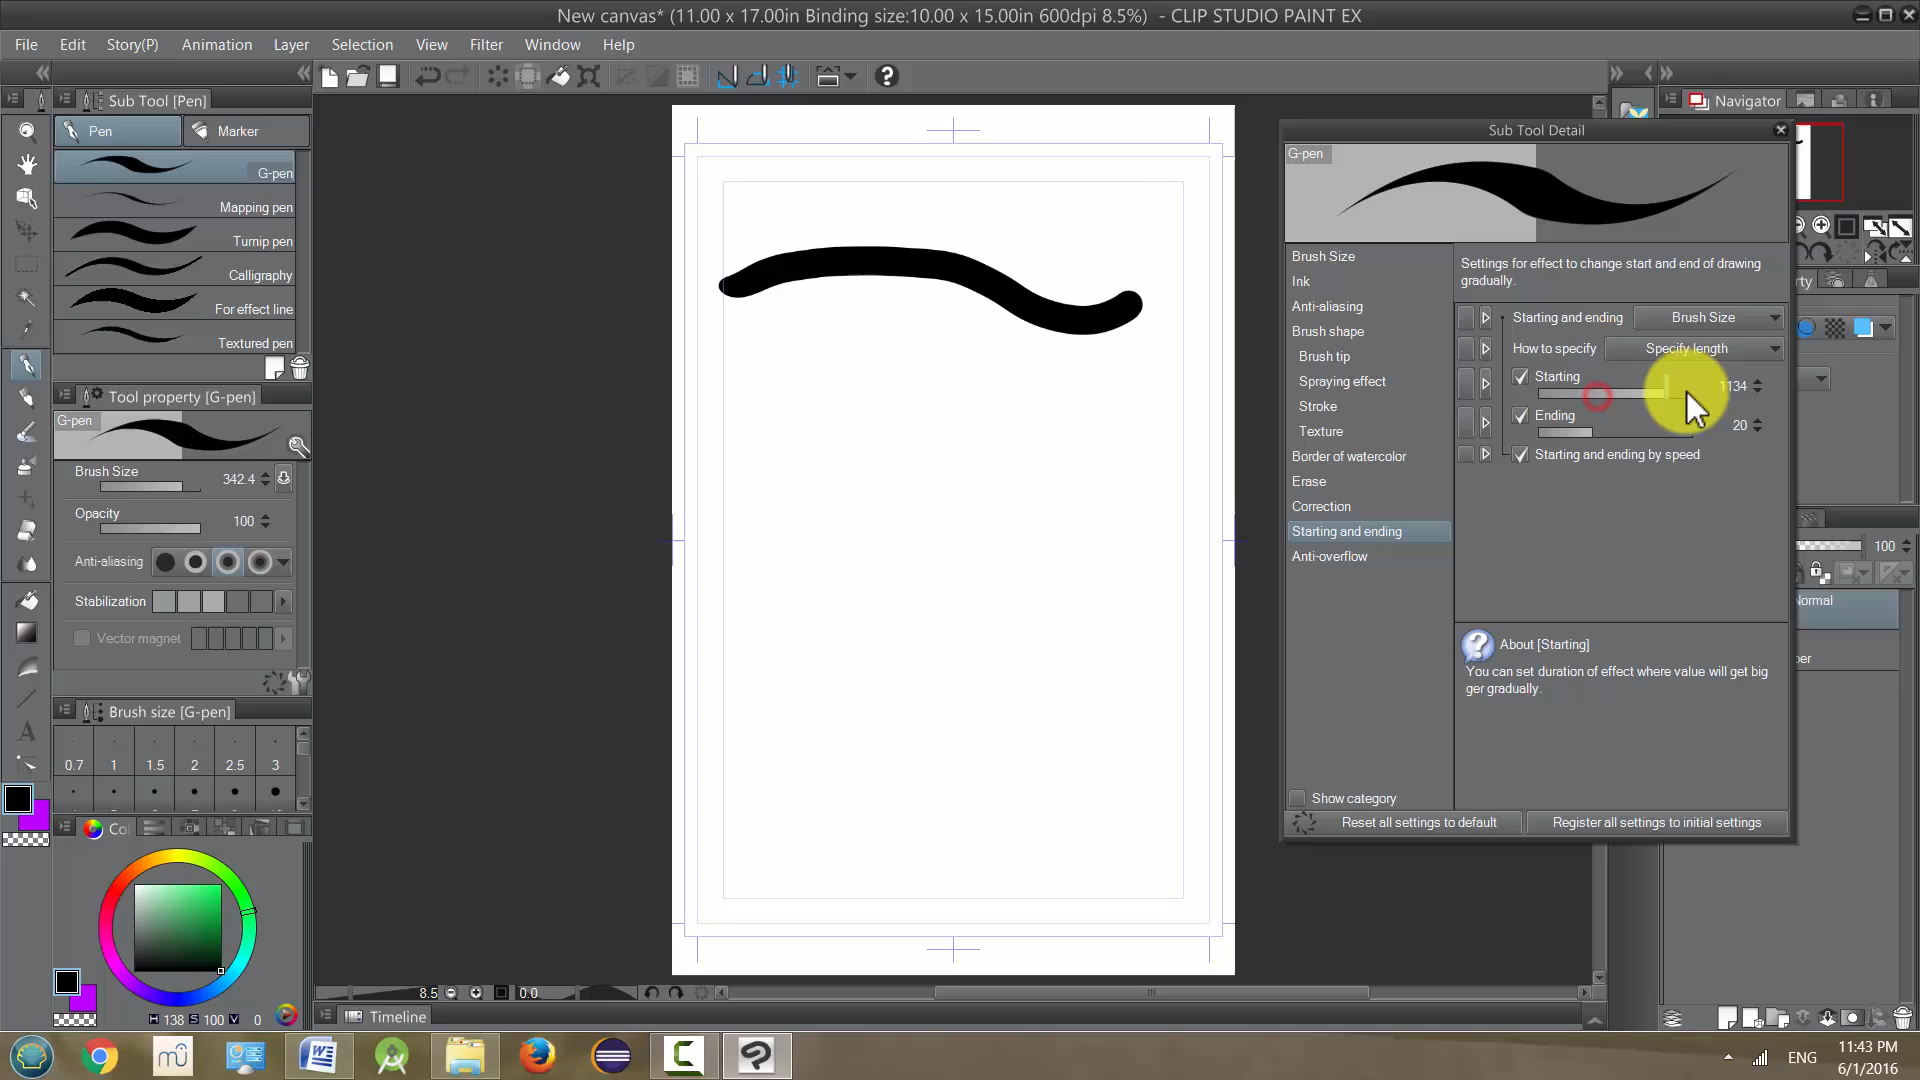 New canvas* (11.00 x 17.00in Binding size:10.00 x 15.00in 600dpi 8.5%) - CLIP STUDIO PAINT EX
File Edit Story(P) Animation Layer Selection View Filter Window Help
Sub Tool [Pen]
Navigator
Pen
Marker
G-pen
Mapping pen
Turnip pen
Calligraphy
For effect line
Textured pen
Tool property [G-pen]
G-pen
Brush Size
342.4
Opacity
100
Anti-aliasing
Stabilization
Vector magnet
Brush size [G-pen]
0.7 1 1.5 2 2.5 3
Col
H 138 S 100 V 0
8.5
0.0
Timeline
Sub Tool Detail
G-pen
Brush Size
Ink
Anti-aliasing
Brush shape
Brush tip
Spraying effect
Stroke
Texture
Border of watercolor
Erase
Correction
Starting and ending
Anti-overflow
Show category
Settings for effect to change start and end of drawing
gradually.
Starting and ending Brush Size
How to specify Specify length
Starting
1134
Ending
20
Starting and ending by speed
About [Starting]
You can set duration of effect where value will get big
ger gradually.
Reset all settings to default
Register all settings to initial settings
rty
100
Normal
per
ENG
11:43 PM
6/1/2016